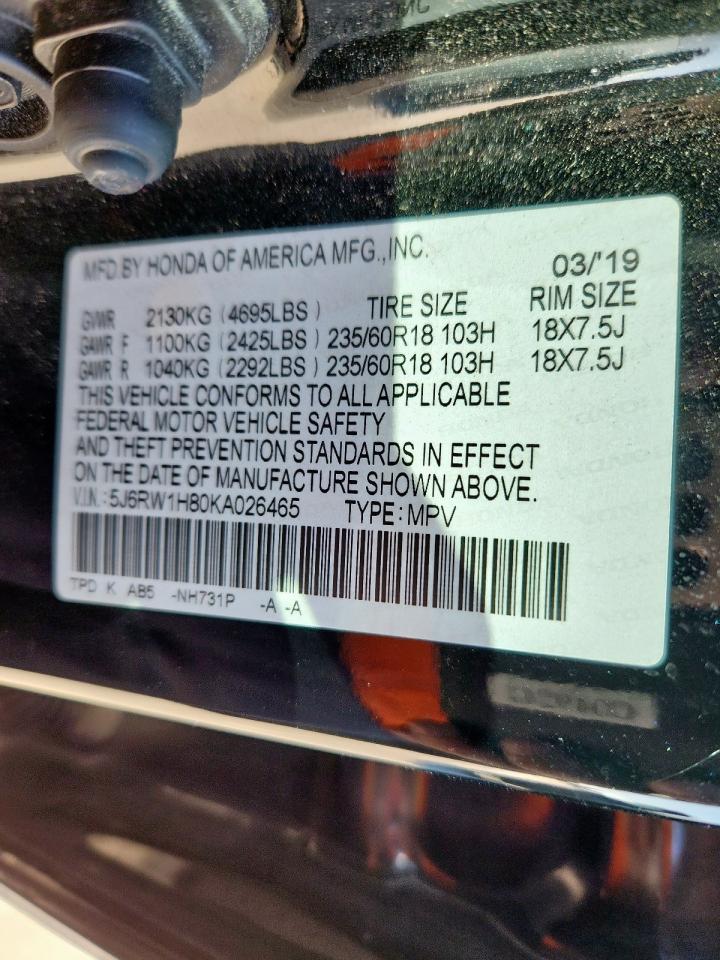 MFD.BY HONDA OF AMERICA MFG.,INC. 03/'19
GVWR 2130KG (4695LBS) TIRE SIZE RIM SIZE
GAWR F 1100KG (2425LBS) 235/60R18 103H 18X7.5J
GAWR R 1040KG (2292LBS) 235/60R18 103H 18X7.5J
THIS VEHICLE CONFORMS TO ALL APPLICABLE
FEDERAL MOTOR VEHICLE SAFETY
AND THEFT PREVENTION STANDARDS IN EFFECT
ON THE DATE OF MANUFACTURE SHOWN ABOVE.
V.I.N.:5J6RW1H80KA026465 TYPE:MPV
TPD K AB5 -NH731P -A -A